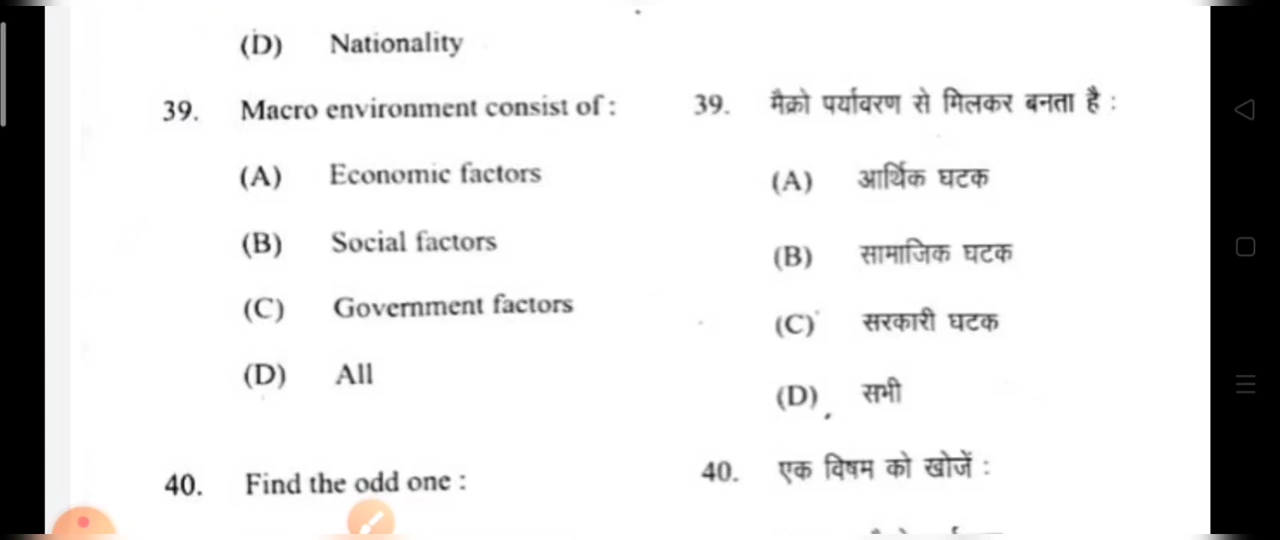 (D) Nationality
39. Macro environment consist of :
(A) Economic factors
(B) Social factors
(C) Government factors
(D) All
40. Find the odd one :
39. मैक्रो पर्यावरण से मिलकर बनता है :
(A) आर्थिक घटक
(B) सामाजिक घटक
(C) सरकारी घटक
(D) सभी
40. एक विषम को खोजें :